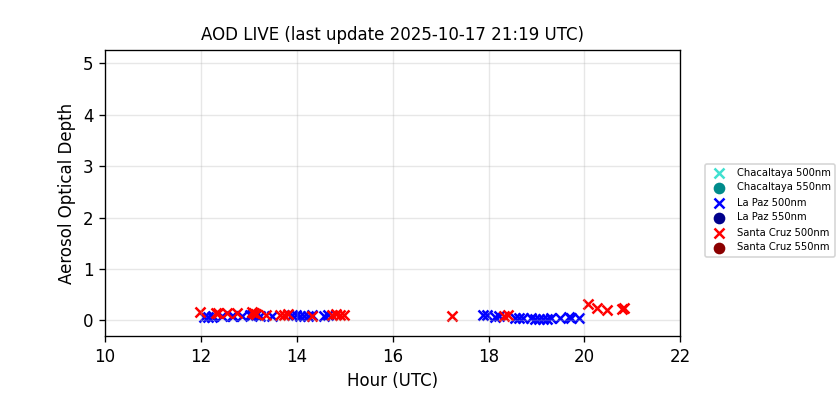 AOD LIVE (last update 2025-10-17 21:19 UTC)
Aerosol Optical Depth
5
4
3
2
1
0
10 12 14 16 18 20 22
Hour (UTC)
Chacaltaya 500nm
Chacaltaya 550nm
La Paz 500nm
La Paz 550nm
Santa Cruz 500nm
Santa Cruz 550nm